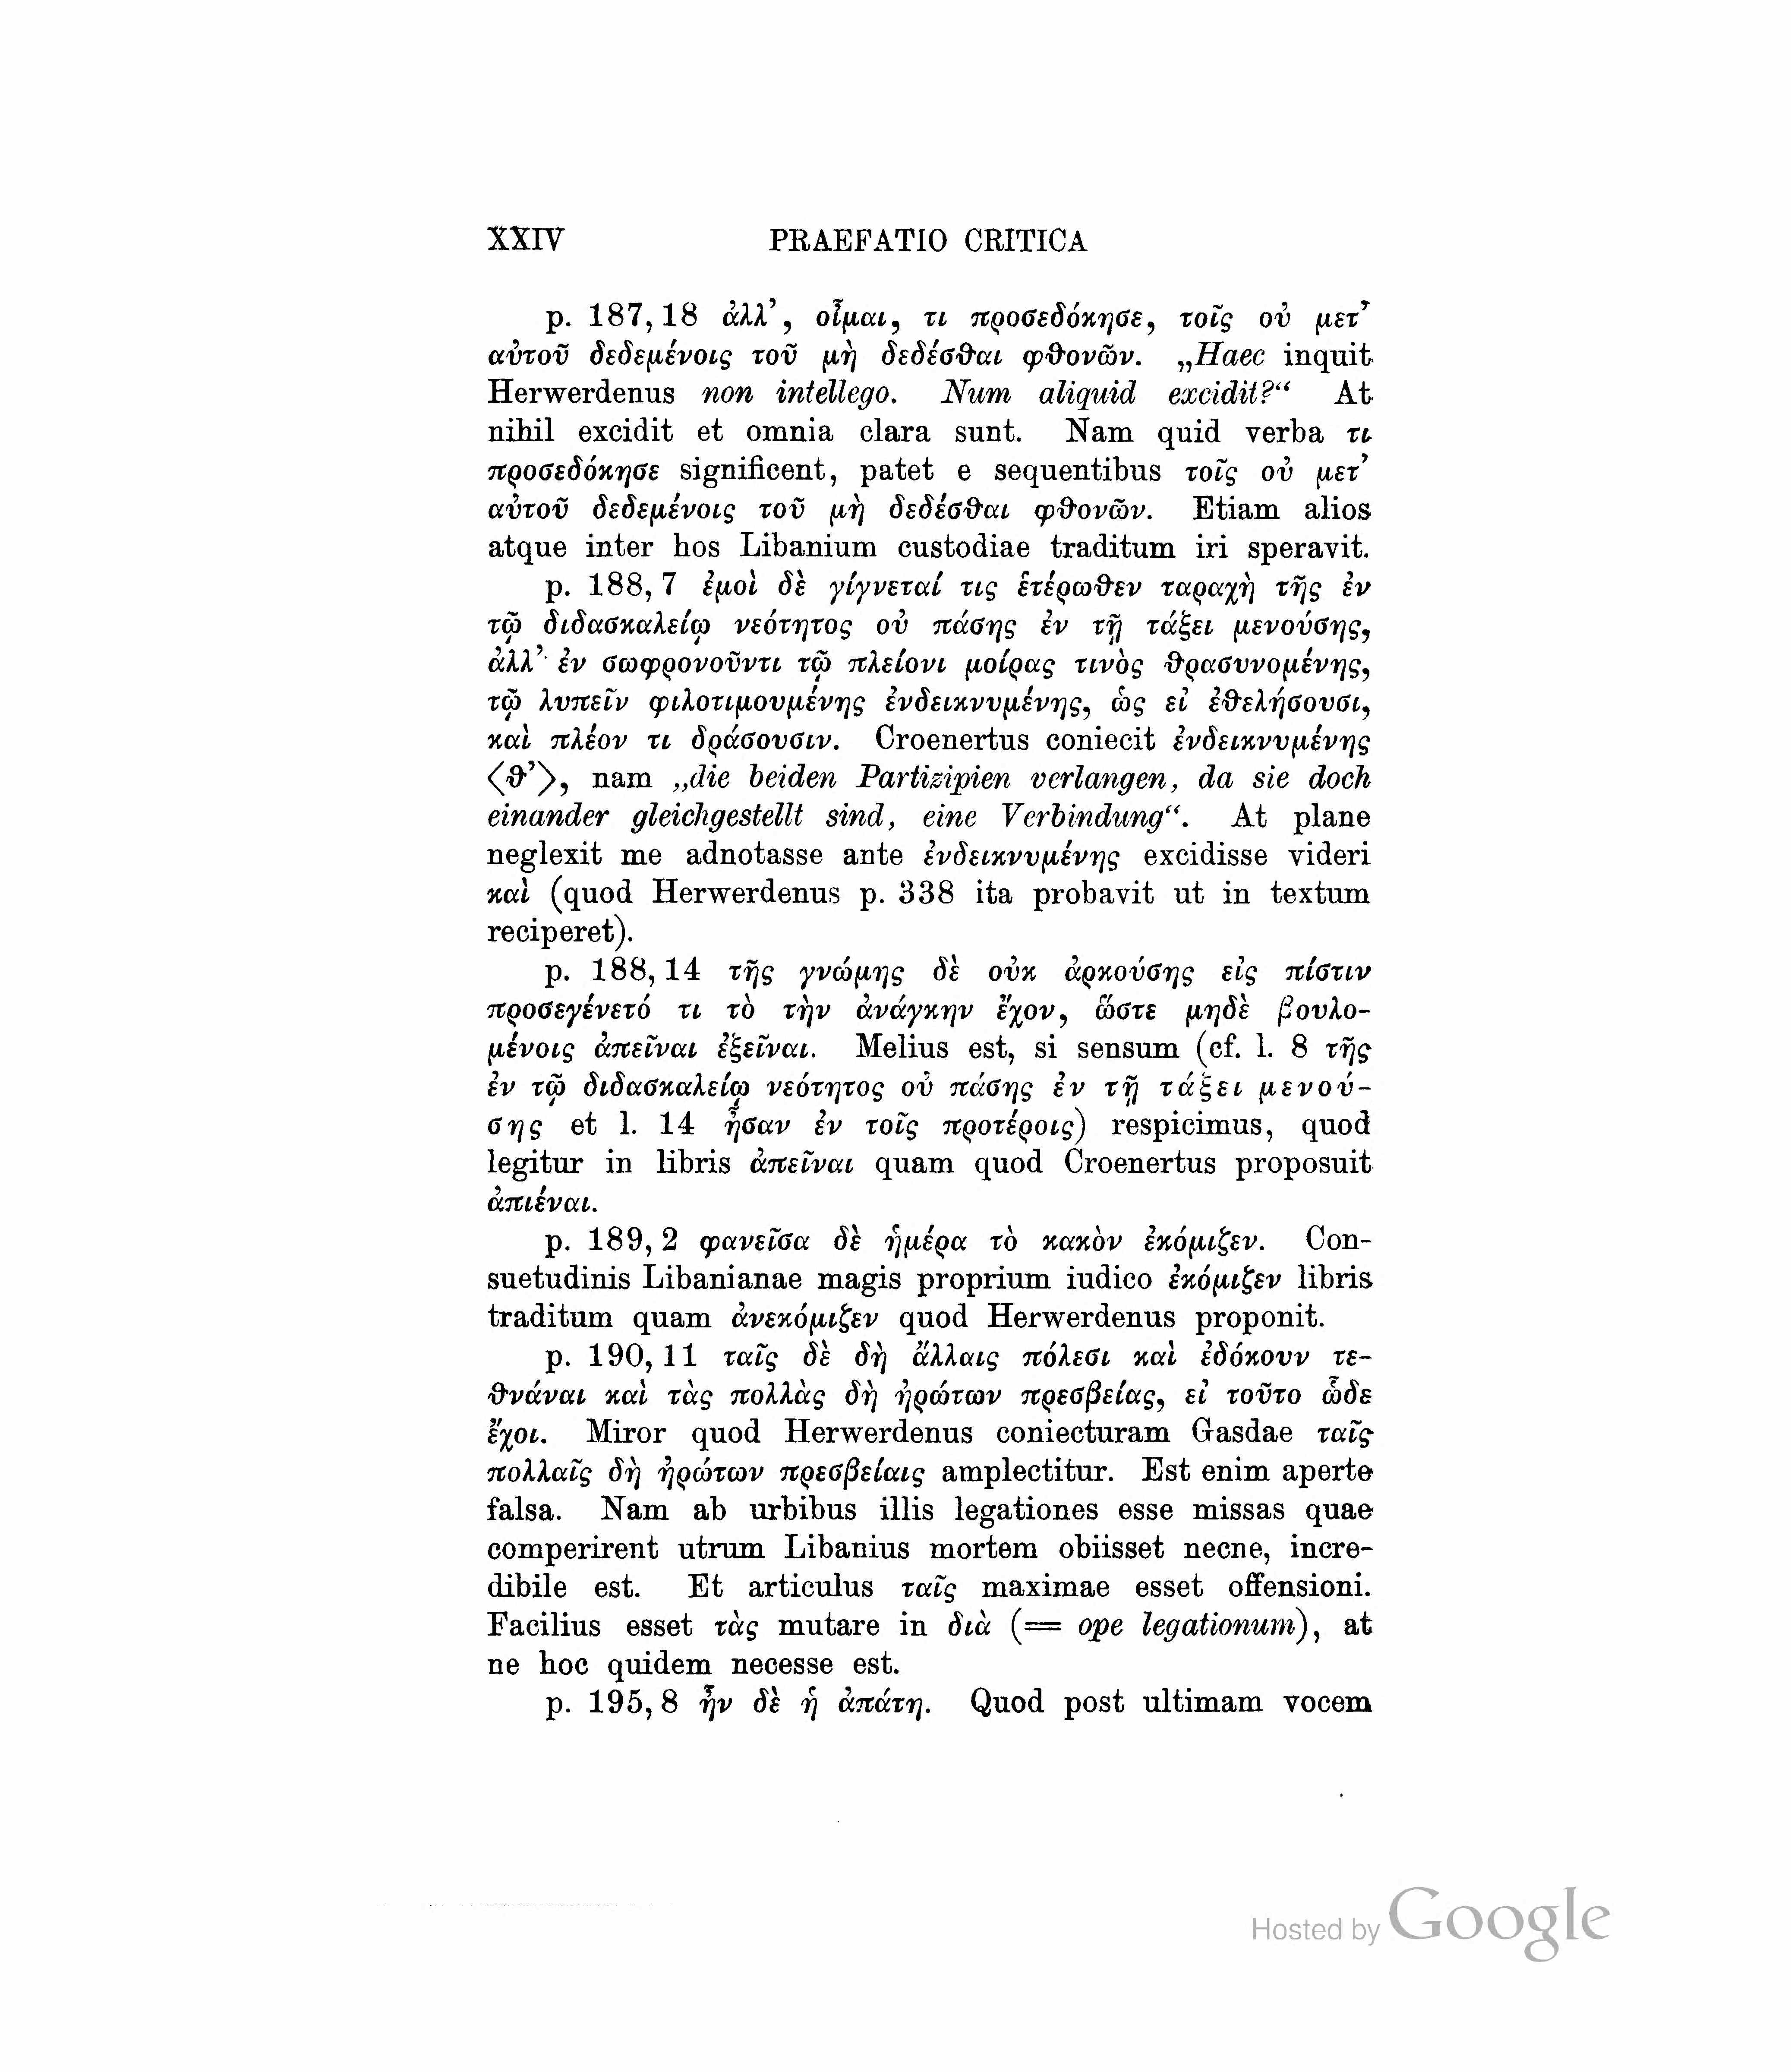 XXIV PRAEFATIO CRITICA
p. 187, 18 ἀλλ’, οἶμαι, τι προσεδόκησε, τοῖς οὐ μετ’
αὐτοῦ δεδεμένοις τοῦ μὴ δεδέσϑαι φϑονῶν. „Haec inquit
Herwerdenus non intellego. Num aliquid excidit?“ At
nihil excidit et omnia clara sunt. Nam quid verba τι
προσεδόκησε significent, patet e sequentibus τοῖς οὐ μετ’
αὐτοῦ δεδεμένοις τοῦ μὴ δεδέσϑαι φϑονῶν. Etiam alios
atque inter hos Libanium custodiae traditum iri speravit.
p. 188, 7 ἐμοὶ δὲ γίγνεταί τις ἑτέρωϑεν ταραχὴ τῆς ἐν
τῷ διδασκαλείῳ νεότητος οὐ πάσης ἐν τῇ τάξει μενούσης,
ἀλλ’ ἐν σωφρονοῦντι τῷ πλείονι μοίρας τινὸς ϑρασυνομένης,
τῷ λυπεῖν φιλοτιμουμένης ἐνδεικνυμένης, ὡς εἰ ἐϑελήσουσι,
καὶ πλέον τι δράσουσιν. Croenertus coniecit ἐνδεικνυμένης
⟨ϑ’⟩, nam „die beiden Partizipien verlangen, da sie doch
einander gleichgestellt sind, eine Verbindung“. At plane
neglexit me adnotasse ante ἐνδεικνυμένης excidisse videri
καὶ (quod Herwerdenus p. 338 ita probavit ut in textum
reciperet).
p. 188, 14 τῆς γνώμης δὲ οὐκ ἀρκούσης εἰς πίστιν
προσεγένετό τι τὸ τὴν ἀνάγκην ἔχον, ὥστε μηδὲ βουλο-
μένοις ἀπεῖναι ἐξεῖναι. Melius est, si sensum (cf. l. 8 τῆς
ἐν τῷ διδασκαλείῳ νεότητος οὐ πάσης ἐν τῇ τάξει μενού-
σης et l. 14 ἦσαν ἐν τοῖς προτέροις) respicimus, quod
legitur in libris ἀπεῖναι quam quod Croenertus proposuit
ἀπιέναι.
p. 189, 2 φανεῖσα δὲ ἡμέρα τὸ κακὸν ἐκόμιζεν. Con-
suetudinis Libanianae magis proprium iudico ἐκόμιζεν libris
traditum quam ἀνεκόμιζεν quod Herwerdenus proponit.
p. 190, 11 ταῖς δὲ δὴ ἄλλαις πόλεσι καὶ ἐδόκουν τε-
ϑνάναι καὶ τὰς πολλὰς δὴ ἠρώτων πρεσβείας, εἰ τοῦτο ὧδε
ἔχοι. Miror quod Herwerdenus coniecturam Gasdae ταῖς
πολλαῖς δὴ ἠρώτων πρεσβείαις amplectitur. Est enim aperte
falsa. Nam ab urbibus illis legationes esse missas quae
comperirent utrum Libanius mortem obiisset necne, incre-
dibile est. Et articulus ταῖς maximae esset offensioni.
Facilius esset τὰς mutare in διὰ (= ope legationum), at
ne hoc quidem necesse est.
p. 195, 8 ἦν δὲ ἡ ἀπάτη. Quod post ultimam vocem
Hosted by Google